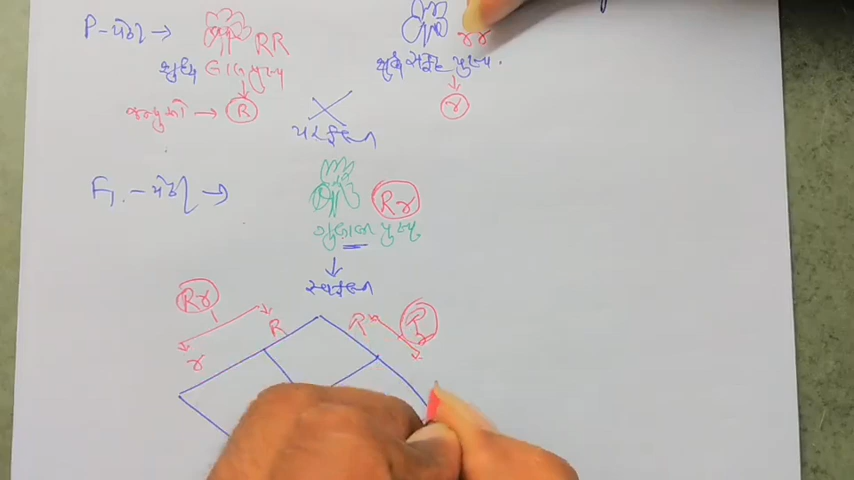 P-પેઢી → RR rr
શુધ્ધ લાલ પુષ્પ શુધ્ધ સફેદ પુષ્પ.
જન્યુઓ → R r
પરફલન
F1.-પેઢી → Rr
ગુલાબી પુષ્પ.
સ્વફલન
Rr
R R
r